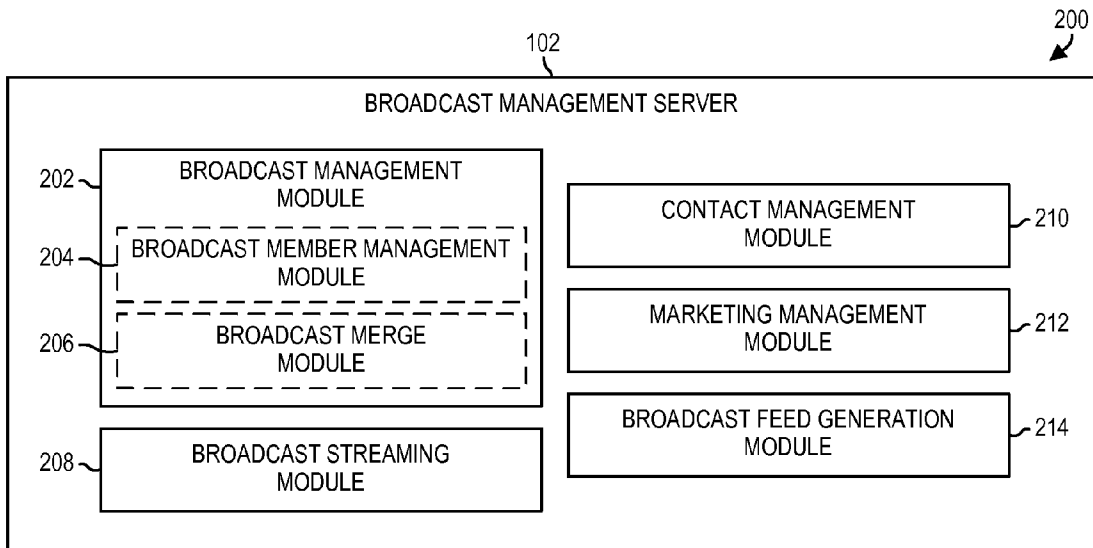 200
102
BROADCAST MANAGEMENT SERVER
202
BROADCAST MANAGEMENT
MODULE
204
BROADCAST MEMBER MANAGEMENT
MODULE
206
BROADCAST MERGE
MODULE
208
BROADCAST STREAMING
MODULE
CONTACT MANAGEMENT
MODULE
210
MARKETING MANAGEMENT
MODULE
212
BROADCAST FEED GENERATION
MODULE
214